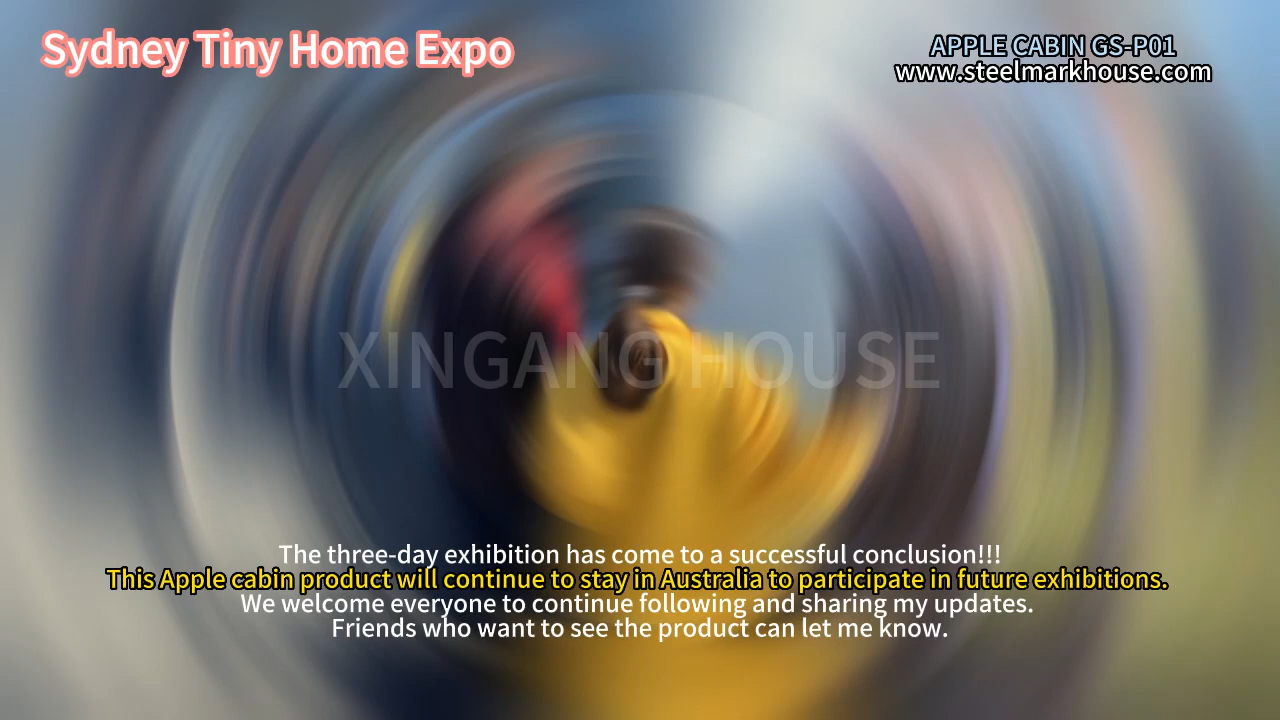 Sydney Tiny Home Expo
APPLE CABIN GS-P01
www.steelmarkhouse.com
XINGANG HOUSE
The three-day exhibition has come to a successful conclusion!!!
This Apple cabin product will continue to stay in Australia to participate in future exhibitions.
We welcome everyone to continue following and sharing my updates.
Friends who want to see the product can let me know.